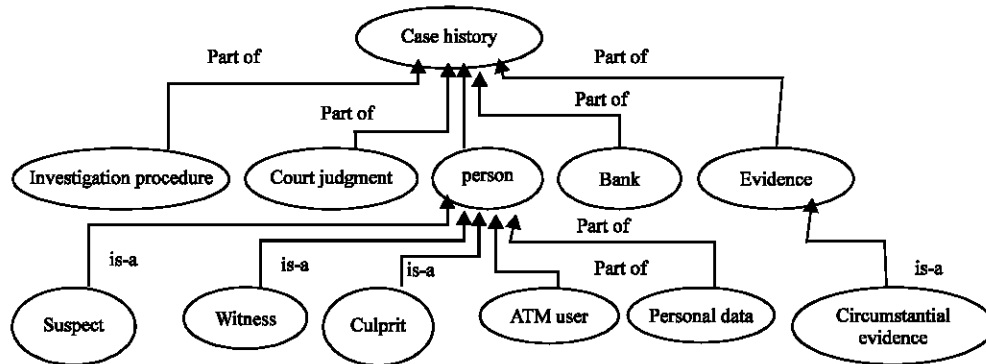 Case history
Part of
Part of
Part of
Part of
Investigation procedure
Court judgment
person
Bank
Evidence
Part of
is-a
is-a
is-a
Part of
is-a
Suspect
Witness
Culprit
ATM user
Personal data
Circumstantial
evidence